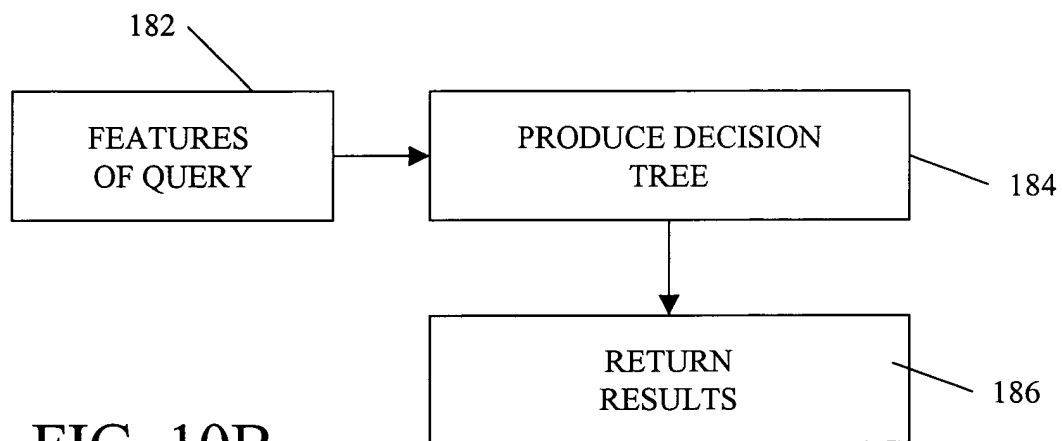 182
FEATURES
OF QUERY
PRODUCE DECISION
TREE
184
RETURN
RESULTS
186
FIG. 10B